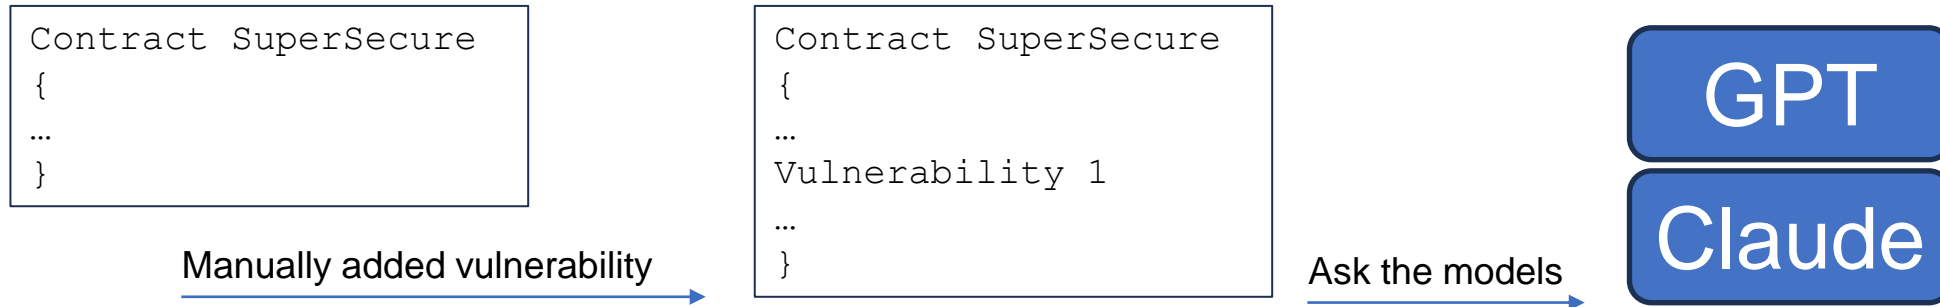 Contract SuperSecure
{
…
}
Manually added vulnerability
Contract SuperSecure
{
…
Vulnerability 1
…
}
Ask the models
GPT
Claude